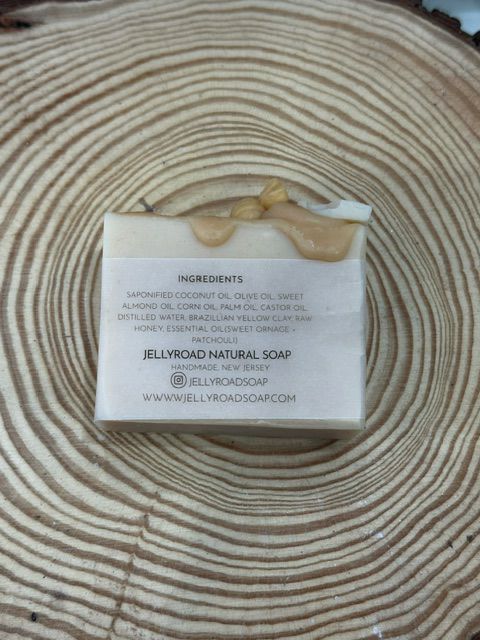 INGREDIENTS
SAPONIFIED COCONUT OIL, OLIVE OIL, SWEET
ALMOND OIL, CORN OIL, PALM OIL, CASTOR OIL,
DISTILLED WATER, BRAZILLIAN YELLOW CLAY, RAW
HONEY, ESSENTIAL OIL(SWEET ORNAGE +
PATCHOULI)
JELLYROAD NATURAL SOAP
HANDMADE, NEW JERSEY
JELLYROADSOAP
WWW.JELLYROADSOAP.COM